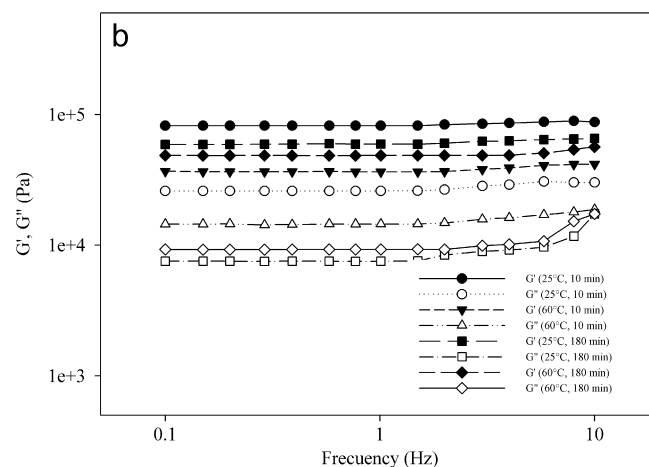 b
1e+5
1e+4
1e+3
G', G" (Pa)
G' (25°C, 10 min)
G" (25°C, 10 min)
G' (60°C, 10 min)
G" (60°C, 10 min)
G' (25°C, 180 min)
G" (25°C, 180 min)
G' (60°C, 180 min)
G" (60°C, 180 min)
0.1 1 10
Frecuency (Hz)